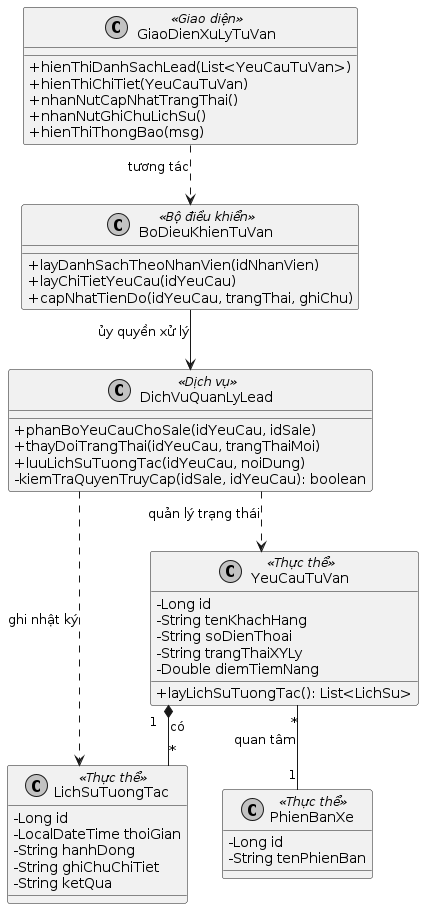 «Giao diện»
C GiaoDienXuLyTuVan
+hienThiDanhSachLead(List<YeuCauTuVan>)
+hienThiChiTiet(YeuCauTuVan)
+nhanNutCapNhatTrangThai()
+nhanNutGhiChuLichSu()
+hienThiThongBao(msg)
tương tác
«Bộ điều khiển»
C BoDieuKhienTuVan
+layDanhSachTheoNhanVien(idNhanVien)
+layChiTietYeuCau(idYeuCau)
+capNhatTienDo(idYeuCau, trangThai, ghiChu)
ủy quyền xử lý
«Dịch vụ»
C DichVuQuanLyLead
+phanBoYeuCauChoSale(idYeuCau, idSale)
+thayDoiTrangThai(idYeuCau, trangThaiMoi)
+luuLichSuTuongTac(idYeuCau, noiDung)
-kiemTraQuyenTruyCap(idSale, idYeuCau): boolean
quản lý trạng thái
«Thực thể»
C YeuCauTuVan
-Long id
-String tenKhachHang
-String soDienThoai
-String trangThaiXYLy
-Double diemTiemNang
+layLichSuTuongTac(): List<LichSu>
ghi nhật ký
1
có
*
*
quan tâm
1
«Thực thể»
C LichSuTuongTac
-Long id
-LocalDateTime thoiGian
-String hanhDong
-String ghiChuChiTiet
-String ketQua
«Thực thể»
C PhienBanXe
-Long id
-String tenPhienBan